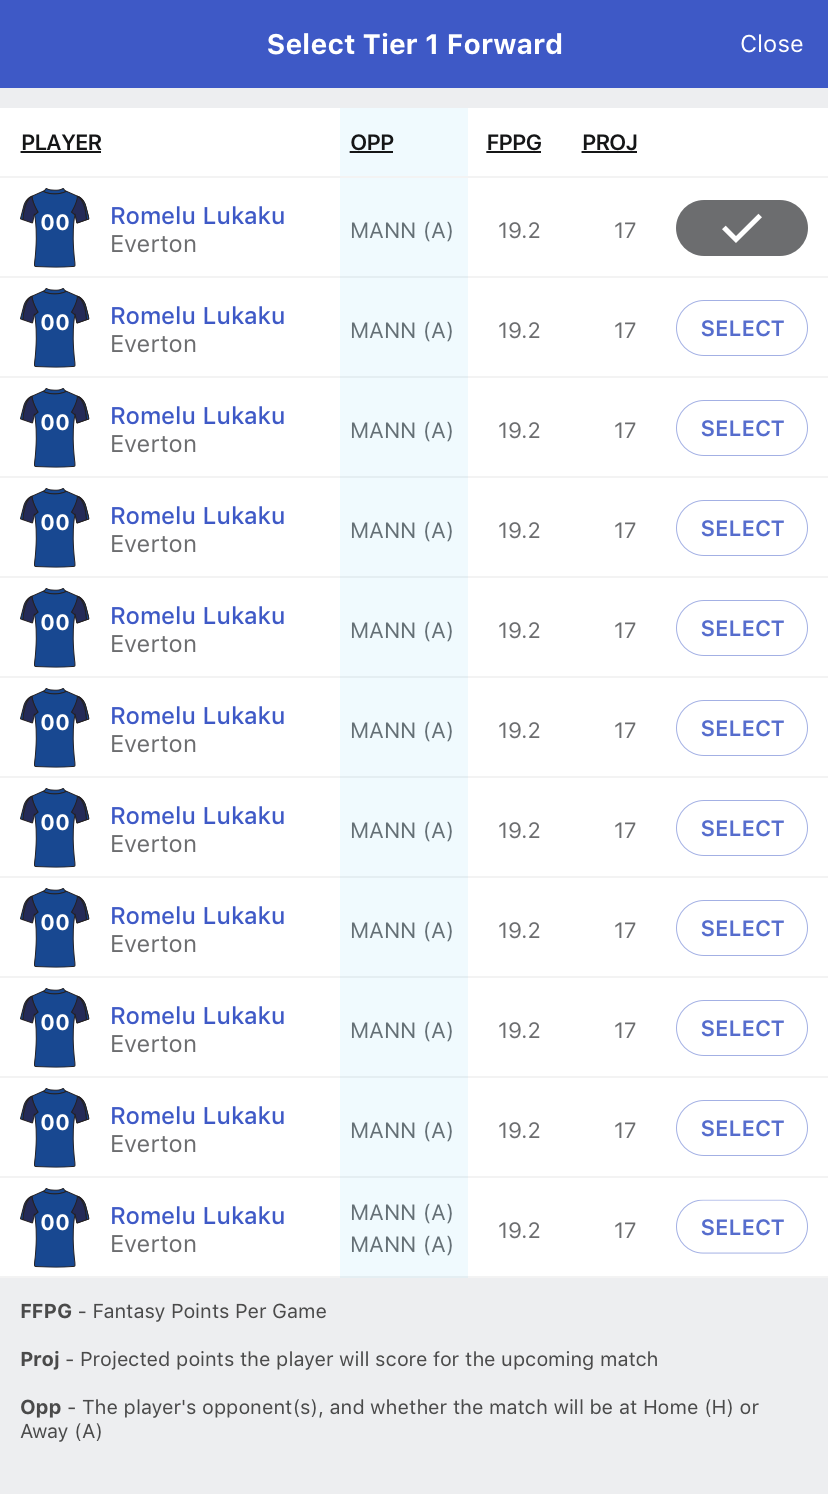 Select Tier 1 Forward Close
PLAYER OPP FPPG PROJ
00 Romelu Lukaku MANN (A) 19.2 17
Everton
00 Romelu Lukaku MANN (A) 19.2 17 SELECT
Everton
00 Romelu Lukaku MANN (A) 19.2 17 SELECT
Everton
00 Romelu Lukaku MANN (A) 19.2 17 SELECT
Everton
00 Romelu Lukaku MANN (A) 19.2 17 SELECT
Everton
00 Romelu Lukaku MANN (A) 19.2 17 SELECT
Everton
00 Romelu Lukaku MANN (A) 19.2 17 SELECT
Everton
00 Romelu Lukaku MANN (A) 19.2 17 SELECT
Everton
00 Romelu Lukaku MANN (A) 19.2 17 SELECT
Everton
00 Romelu Lukaku MANN (A) 19.2 17 SELECT
Everton
00 Romelu Lukaku MANN (A) 19.2 17 SELECT
Everton MANN (A)
FFPG - Fantasy Points Per Game
Proj - Projected points the player will score for the upcoming match
Opp - The player's opponent(s), and whether the match will be at Home (H) or
Away (A)